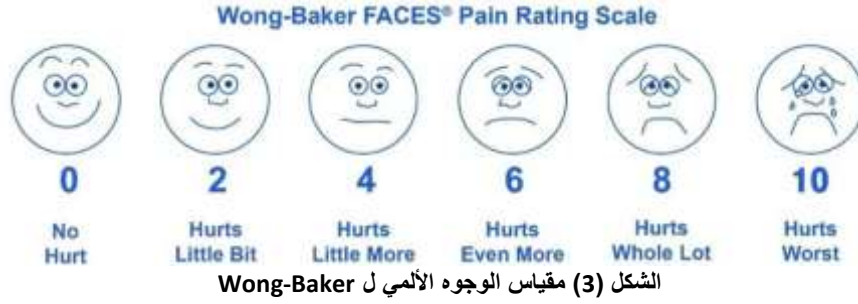 Wong-Baker FACES® Pain Rating Scale
0 2 4 6 8 10
No Hurts Hurts Hurts Hurts Hurts
Hurt Little Bit Little More Even More Whole Lot Worst
الشكل (3) مقياس الوجوه الألمي ل Wong-Baker